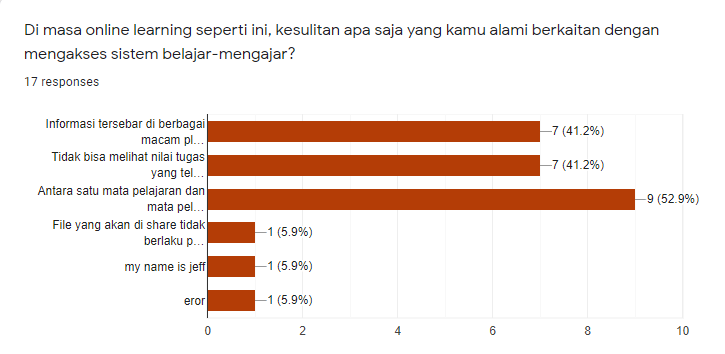 Di masa online learning seperti ini, kesulitan apa saja yang kamu alami berkaitan dengan
mengakses sistem belajar-mengajar?
17 responses
Informasi tersebar di berbagai
macam pl...
7 (41.2%)
Tidak bisa melihat nilai tugas
yang tel...
7 (41.2%)
Antara satu mata pelajaran dan
mata pel...
9 (52.9%)
File yang akan di share tidak
berlaku p...
1 (5.9%)
my name is jeff
1 (5.9%)
eror
1 (5.9%)
0 2 4 6 8 10